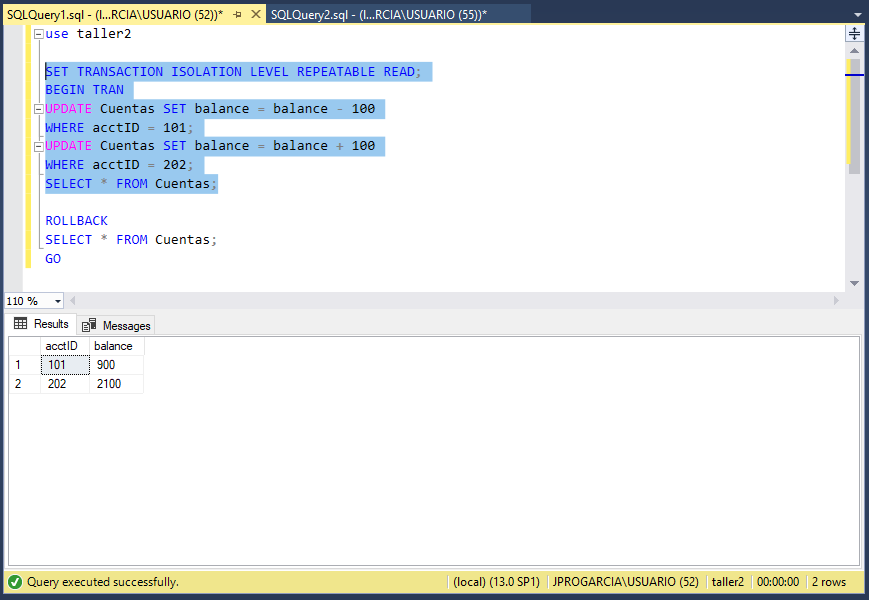 SQLQuery1.sql - (l...RCIA\USUARIO (52))* SQLQuery2.sql - (l...RCIA\USUARIO (55))*
use taller2
SET TRANSACTION ISOLATION LEVEL REPEATABLE READ;
BEGIN TRAN
UPDATE Cuentas SET balance = balance - 100
WHERE acctID = 101;
UPDATE Cuentas SET balance = balance + 100
WHERE acctID = 202;
SELECT * FROM Cuentas;
ROLLBACK
SELECT * FROM Cuentas;
GO
110 %
Results Messages
acctID balance
1 101 900
2 202 2100
Query executed successfully. (local) (13.0 SP1) JPROGARCIA\USUARIO (52) taller2 00:00:00 2 rows